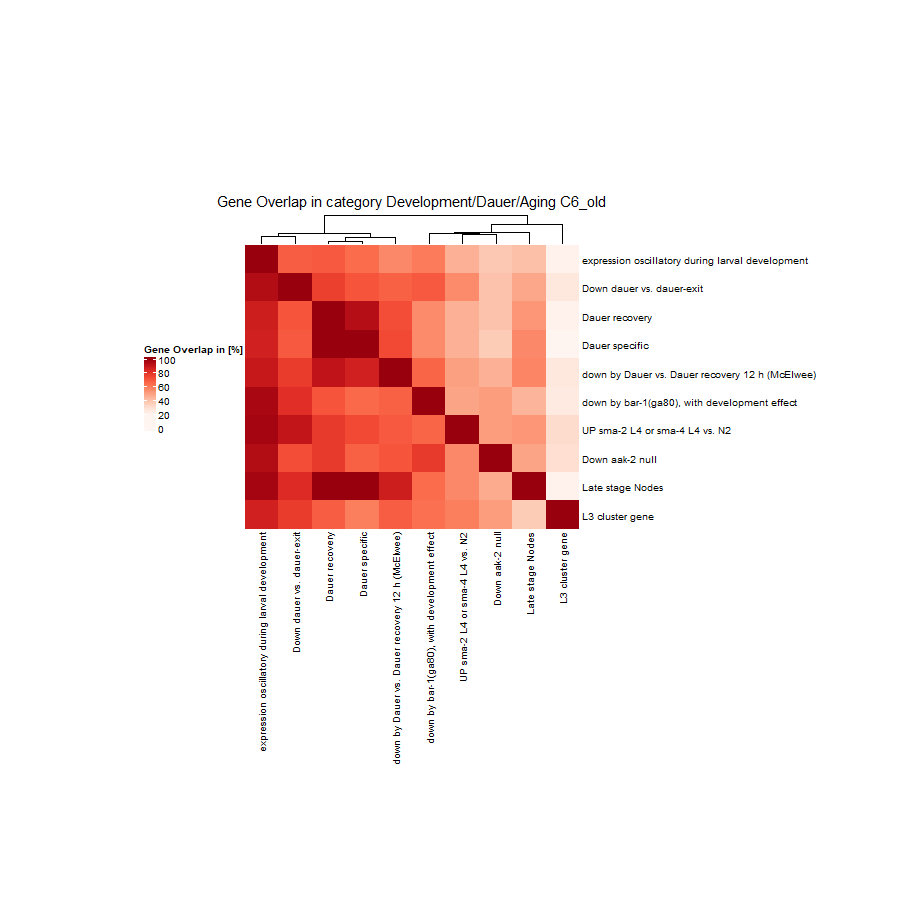 Gene Overlap in category Development/Dauer/Aging C6_old
expression oscillatory during larval development
Down dauer vs. dauer-exit
Dauer recovery
Dauer specific
down by Dauer vs. Dauer recovery 12 h (McElwee)
down by bar-1(ga80), with development effect
UP sma-2 L4 or sma-4 L4 vs. N2
Down aak-2 null
Late stage Nodes
L3 cluster gene
Gene Overlap in [%]
100
80
60
40
20
0
expression oscillatory during larval development
Down dauer vs. dauer-exit
Dauer recovery
Dauer specific
down by Dauer vs. Dauer recovery 12 h (McElwee)
down by bar-1(ga80), with development effect
UP sma-2 L4 or sma-4 L4 vs. N2
Down aak-2 null
Late stage Nodes
L3 cluster gene